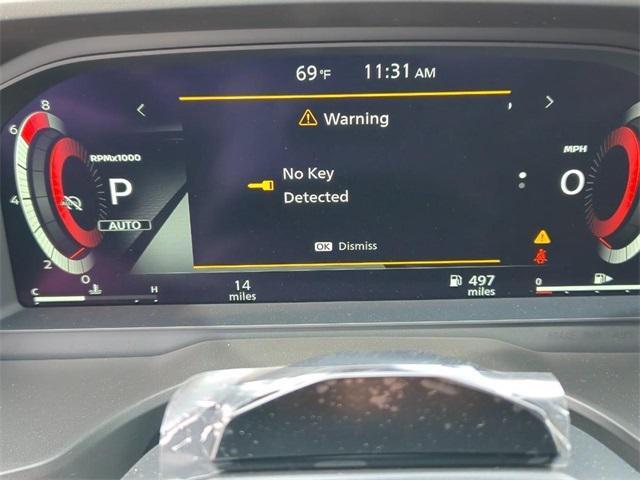 69°F 11:31 AM
8
6
4
2
0
RPMx1000
P
AUTO
C H
14
miles
Warning
No Key
Detected
OK Dismiss
497
miles
MPH
0
0